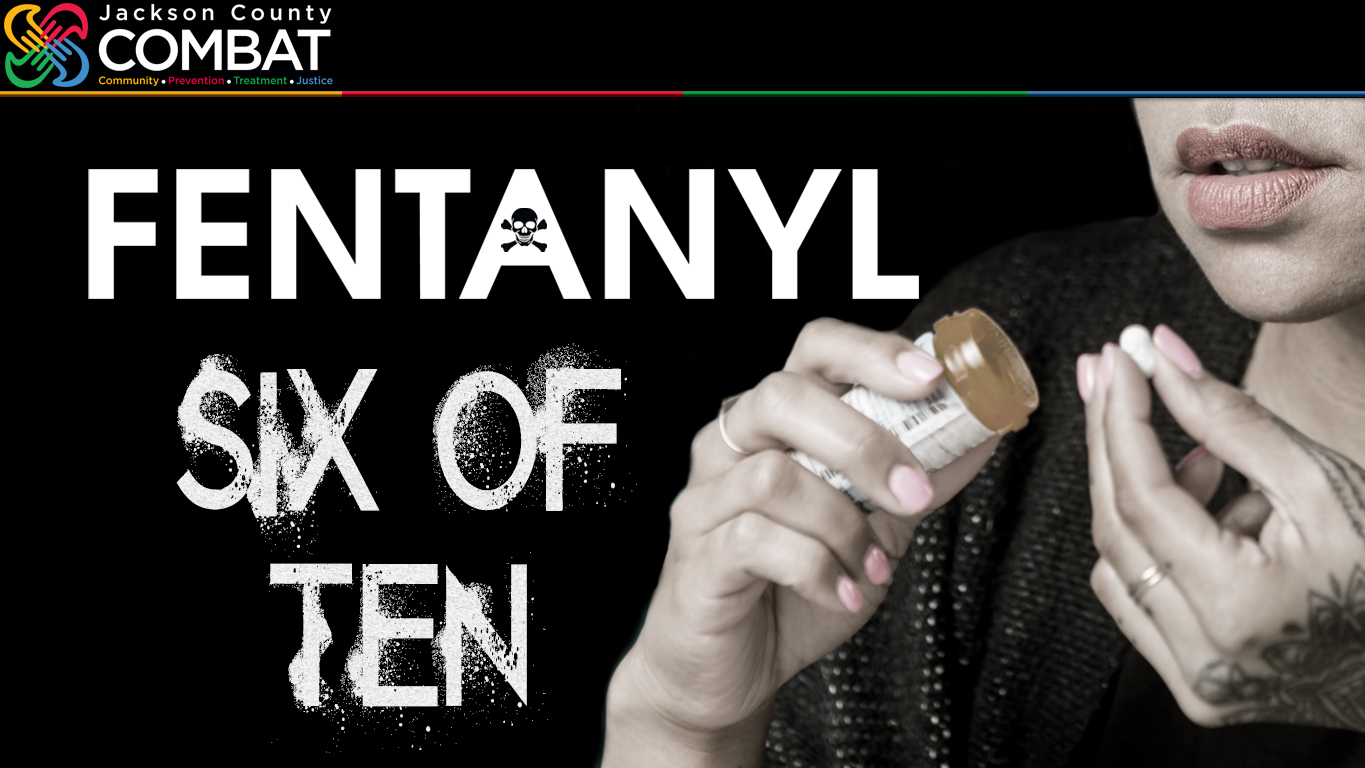 Jackson County
COMBAT
Community • Prevention • Treatment • Justice
FENTANYL
SIX OF
TEN